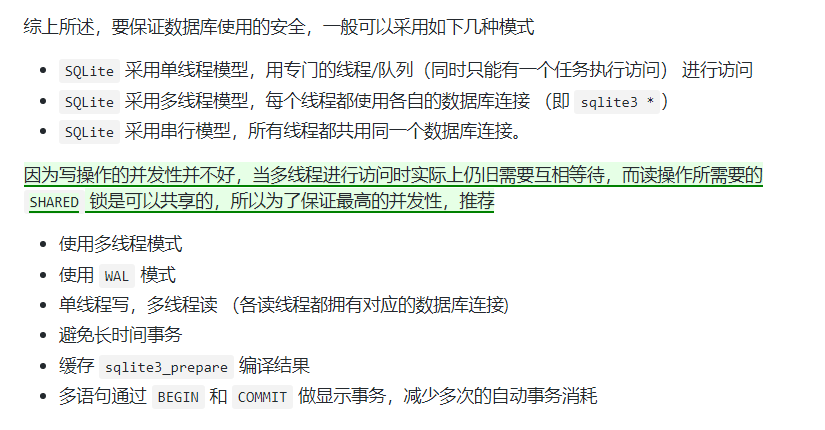 综上所述，要保证数据库使用的安全，一般可以采用如下几种模式
SQLite 采用单线程模型，用专门的线程/队列（同时只能有一个任务执行访问） 进行访问
SQLite 采用多线程模型，每个线程都使用各自的数据库连接 （即 sqlite3 *）
SQLite 采用串行模型，所有线程都共用同一个数据库连接。
因为写操作的并发性并不好，当多线程进行访问时实际上仍旧需要互相等待，而读操作所需要的
SHARED 锁是可以共享的，所以为了保证最高的并发性，推荐
使用多线程模式
使用 WAL 模式
单线程写，多线程读 （各读线程都拥有对应的数据库连接)
避免长时间事务
缓存 sqlite3_prepare 编译结果
多语句通过 BEGIN 和 COMMIT 做显示事务，减少多次的自动事务消耗